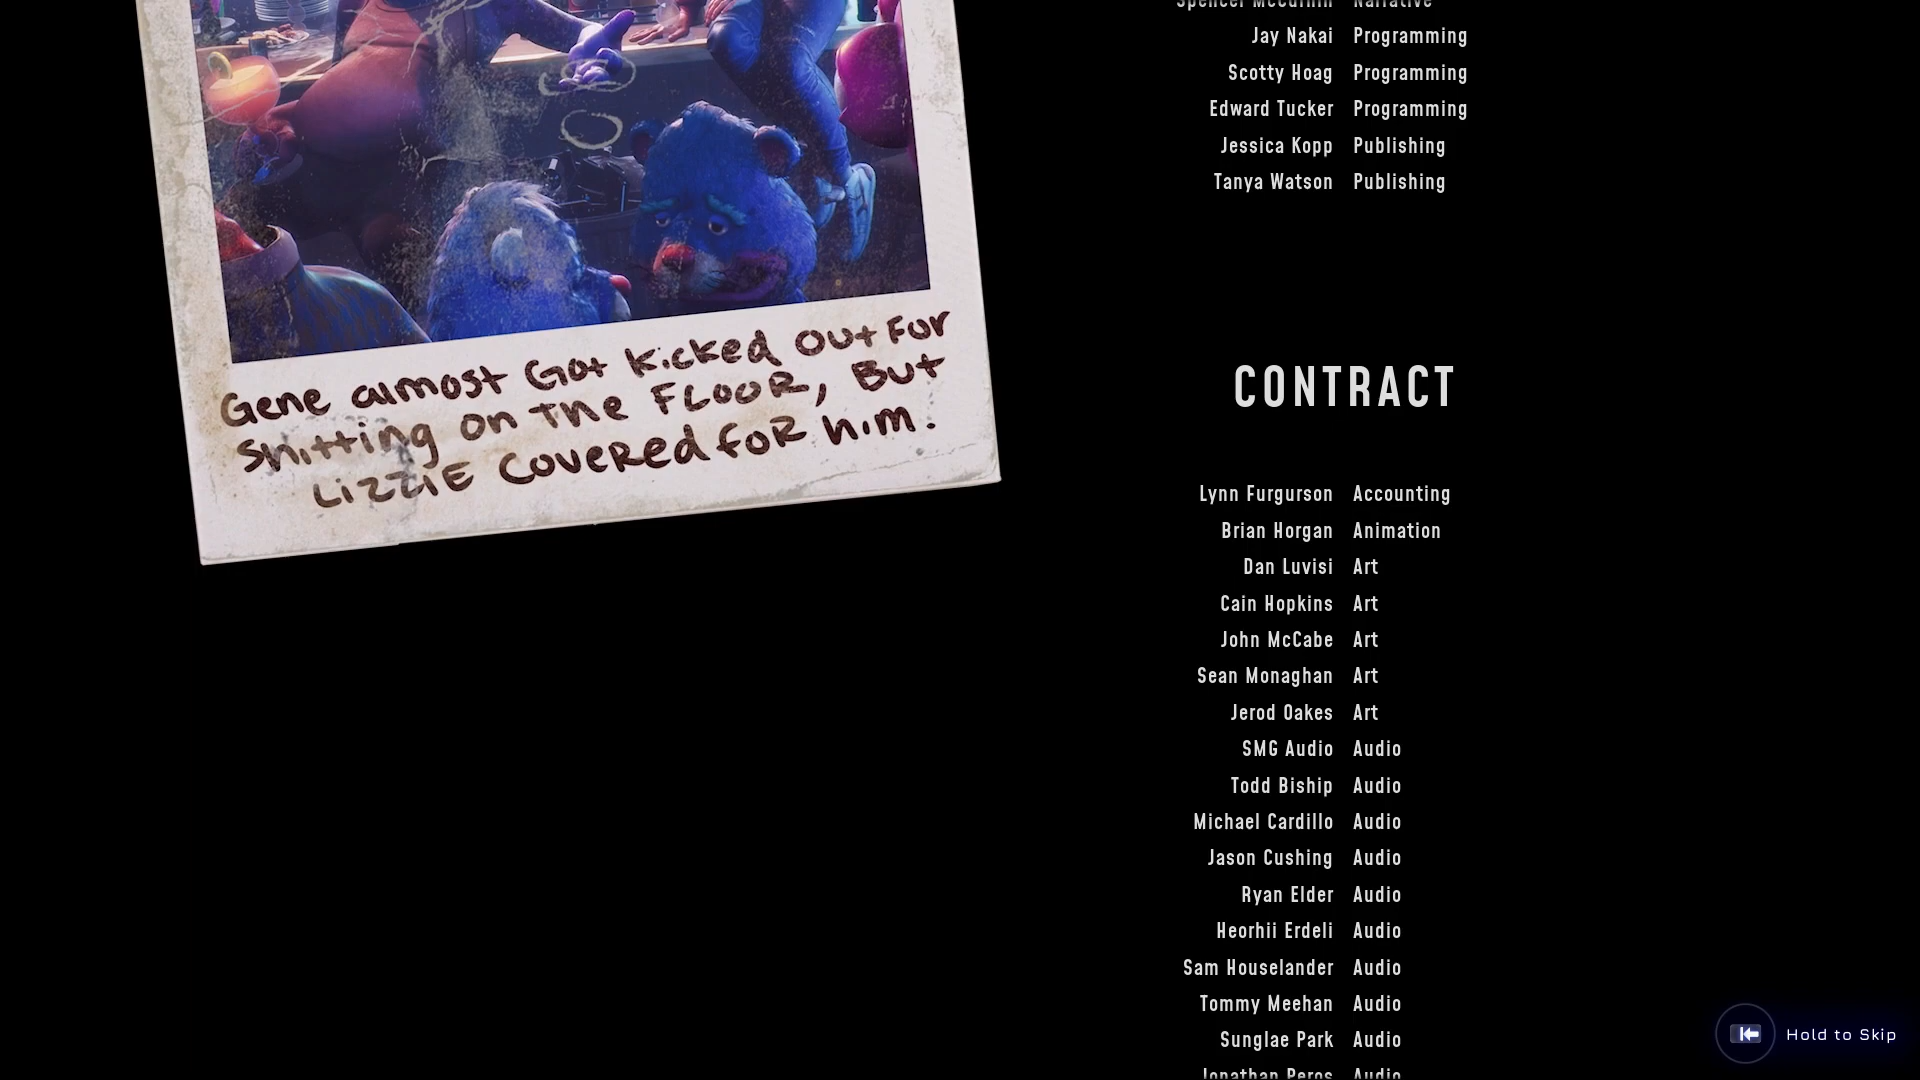 Gene almost Got kicked out For
shitting on The FLOOR, But
LizziE CoveRed foR him.
Jay Nakai Programming
Scotty Hoag Programming
Edward Tucker Programming
Jessica Kopp Publishing
Tanya Watson Publishing
CONTRACT
Lynn Furgurson Accounting
Brian Horgan Animation
Dan Luvisi Art
Cain Hopkins Art
John McCabe Art
Sean Monaghan Art
Jerod Oakes Art
SMG Audio Audio
Todd Biship Audio
Michael Cardillo Audio
Jason Cushing Audio
Ryan Elder Audio
Heorhii Erdeli Audio
Sam Houselander Audio
Tommy Meehan Audio
Sunglae Park Audio
Jonathan Peros Audio
Hold to Skip